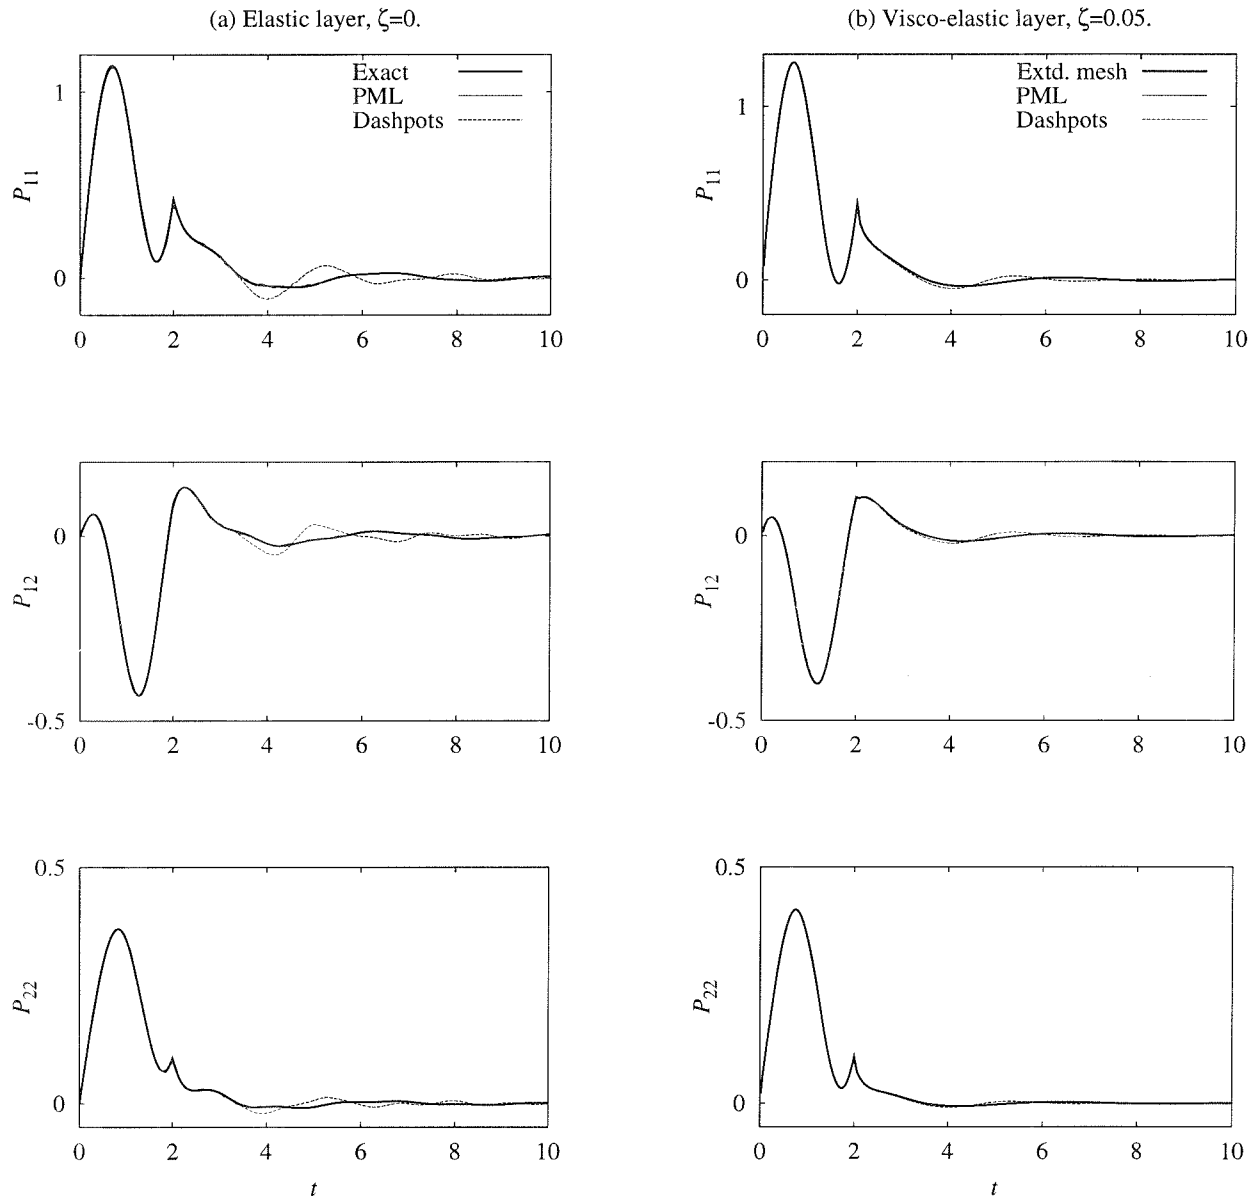 (a) Elastic layer, ζ=0.
Exact
PML
Dashpots
1
0
P11
0 2 4 6 8 10
(b) Visco-elastic layer, ζ=0.05.
Extd. mesh
PML
Dashpots
1
0
P11
0 2 4 6 8 10
0
-0.5
P12
0 2 4 6 8 10
0
-0.5
P12
0 2 4 6 8 10
0.5
0
P22
0 2 4 6 8 10
t
0.5
0
P22
0 2 4 6 8 10
t